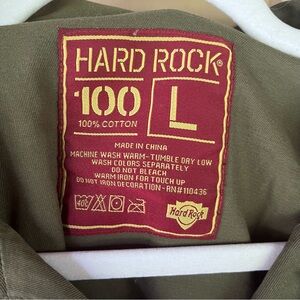 HARD ROCK®
100
100% COTTON
L
MADE IN CHINA
MACHINE WASH WARM-TUMBLE DRY LOW
WASH COLORS SEPARATELY
DO NOT BLEACH
WARM IRON FOR TOUCH UP
DO NOT IRON DECORATION-RN#110436
40
Hard Rock